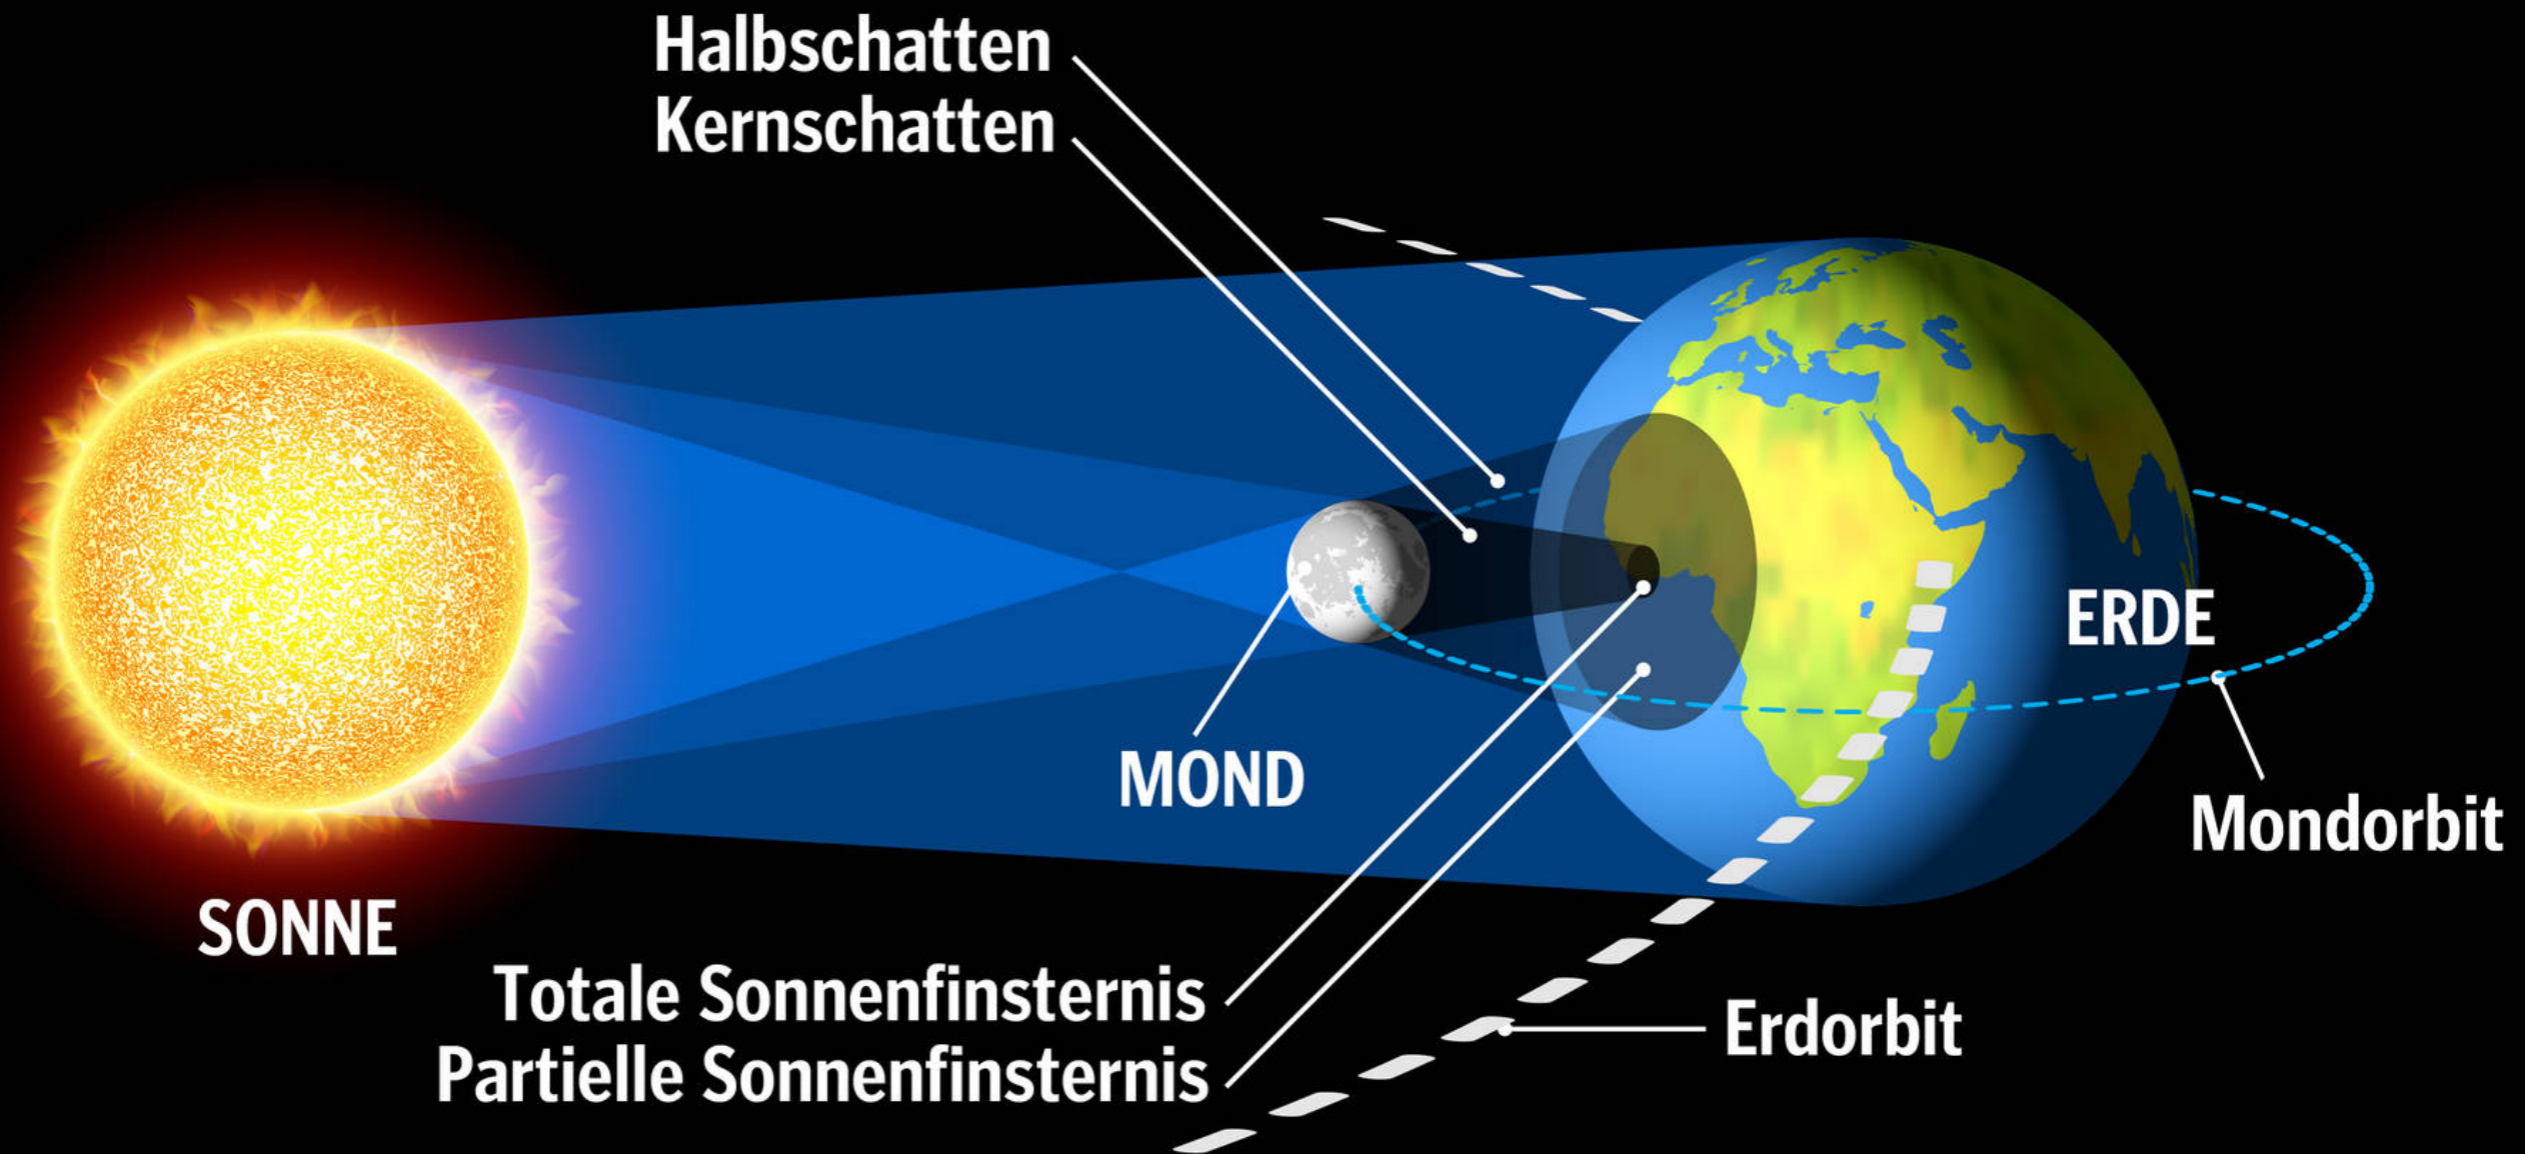 Halbschatten
Kernschatten
ERDE
MOND
Mondorbit
SONNE
Totale Sonnenfinsternis
Partielle Sonnenfinsternis
Erdorbit